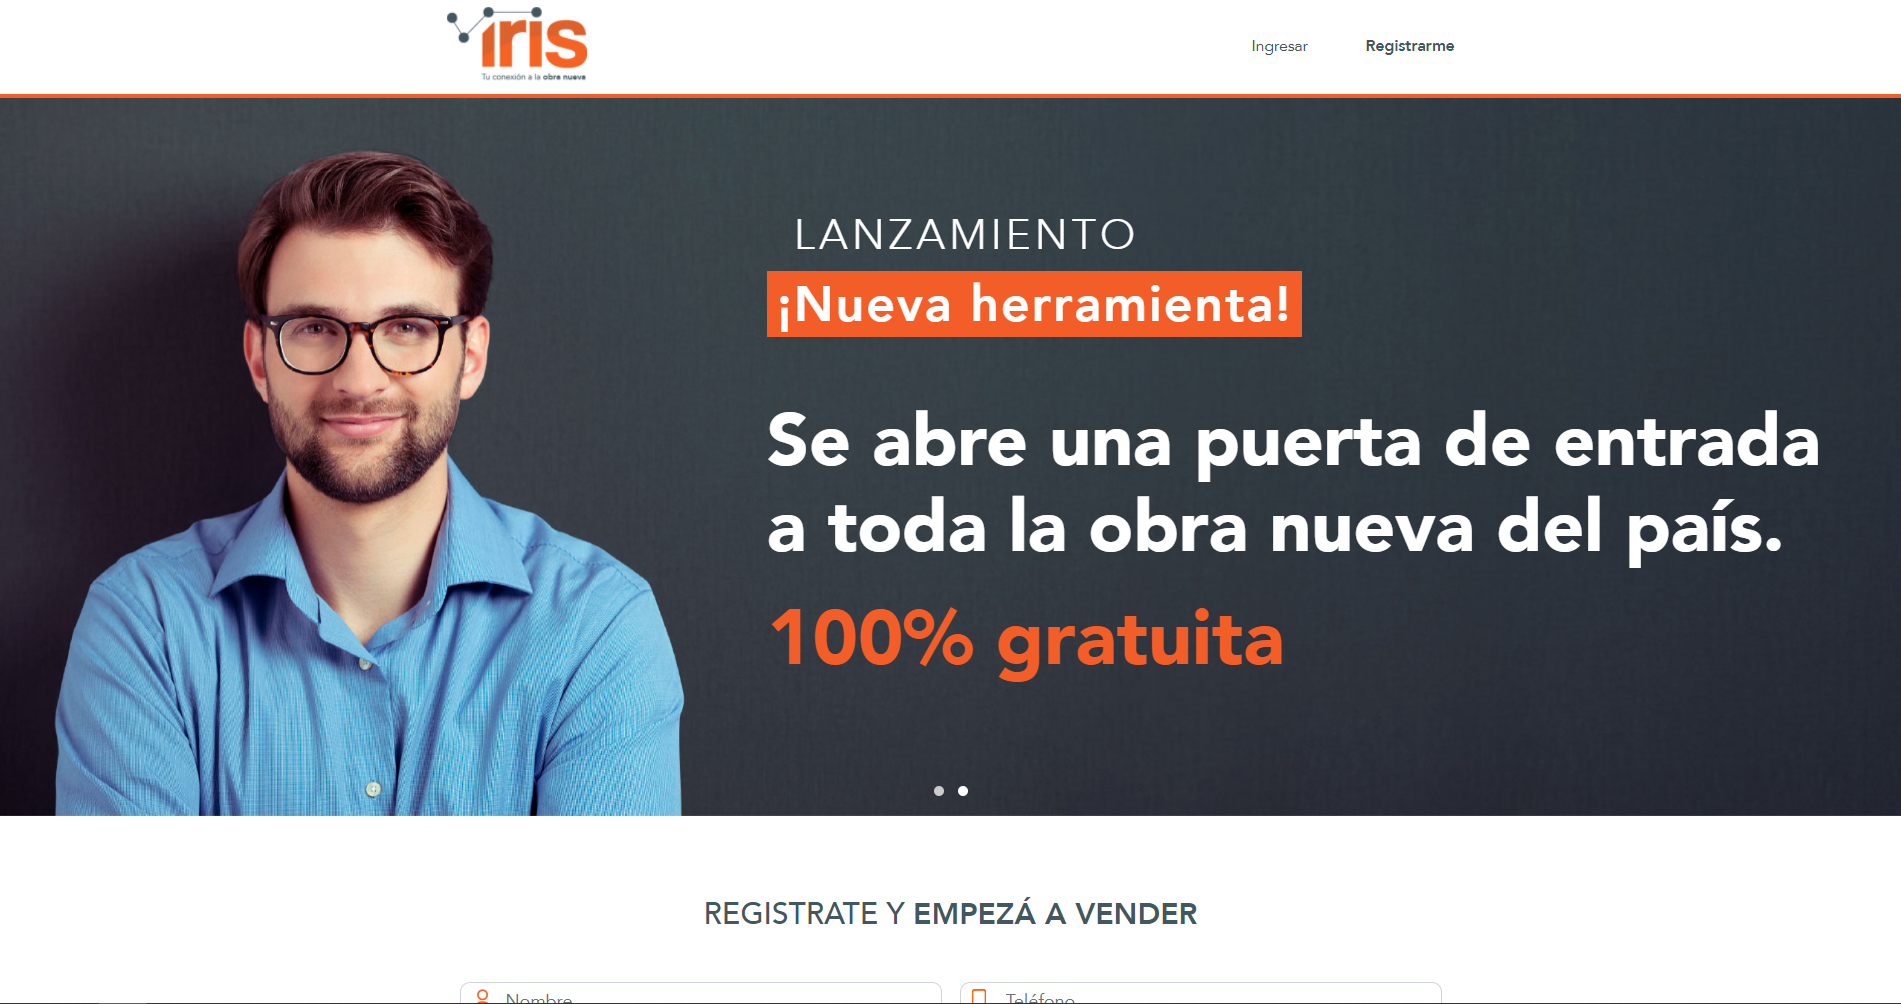 iris
Tu conexión a la obra nueva
Ingresar
Registrarme
LANZAMIENTO
¡Nueva herramienta!
Se abre una puerta de entrada
a toda la obra nueva del país.
100% gratuita
REGISTRATE Y EMPEZÁ A VENDER
Nombre
Teléfono